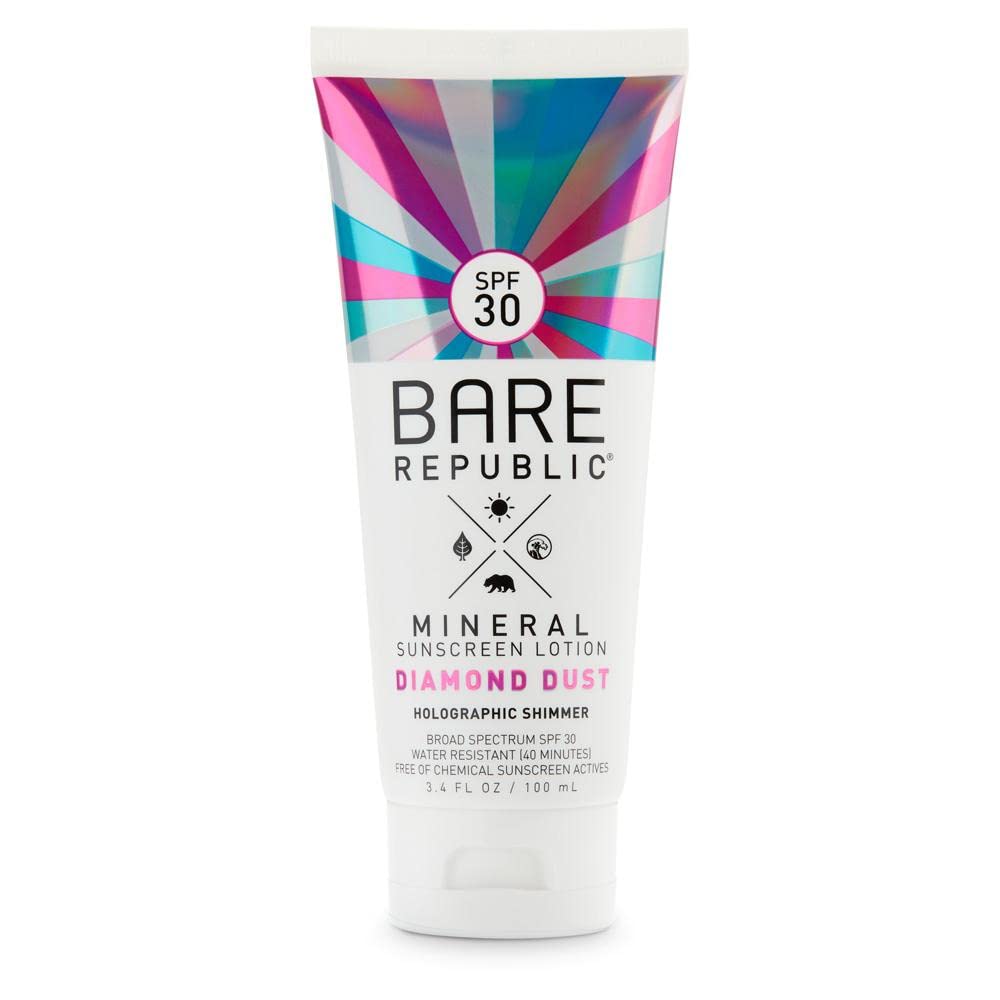 SPF
30
BARE
REPUBLIC®
MINERAL
SUNSCREEN LOTION
DIAMOND DUST
HOLOGRAPHIC SHIMMER
BROAD SPECTRUM SPF 30
WATER RESISTANT (40 MINUTES)
FREE OF CHEMICAL SUNSCREEN ACTIVES
3.4 FL OZ / 100 mL